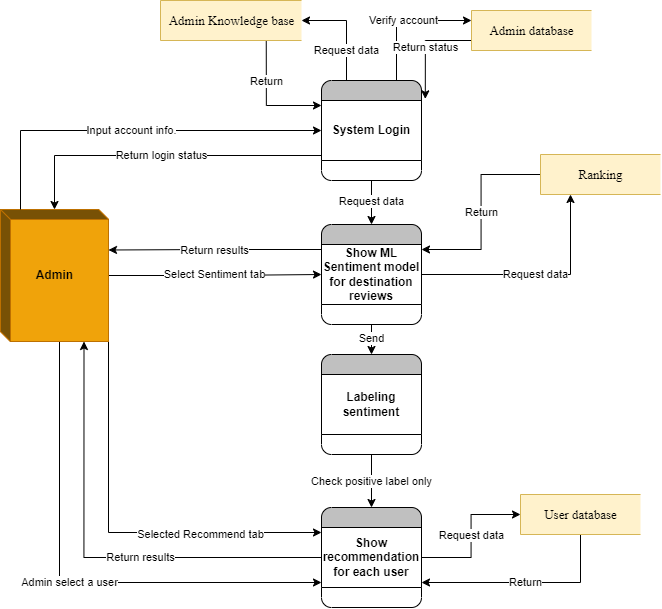 Admin Knowledge base
Verify account
Admin database
Request data
Return status
Return
System Login
Input account info.
Return login status
Request data
Ranking
Return
Return results
Show ML
Sentiment model
for destination
reviews
Admin
Select Sentiment tab
Request data
Send
Labeling
sentiment
Check positive label only
User database
Selected Recommend tab
Request data
Show
recommendation
for each user
Return results
Admin select a user
Return